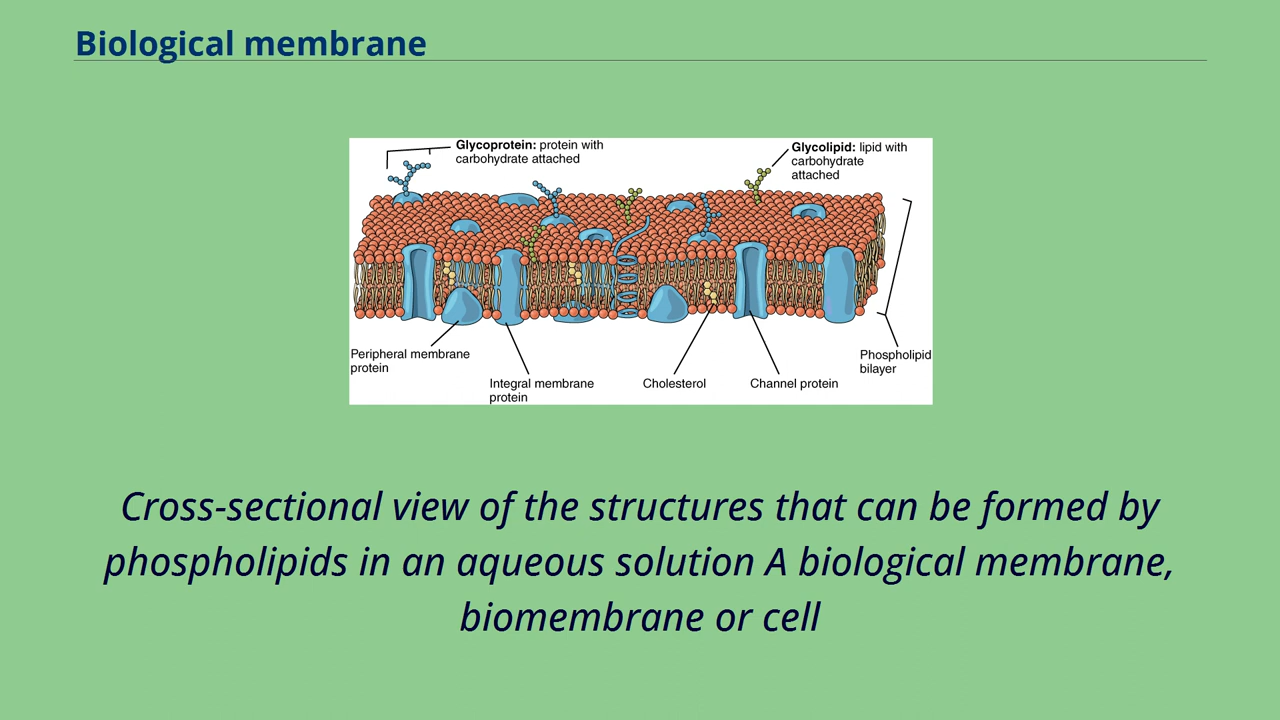 Biological membrane
Glycoprotein: protein with
carbohydrate attached
Glycolipid: lipid with
carbohydrate
attached
Peripheral membrane
protein
Integral membrane
protein
Cholesterol
Channel protein
Phospholipid
bilayer
Cross-sectional view of the structures that can be formed by
phospholipids in an aqueous solution A biological membrane,
biomembrane or cell